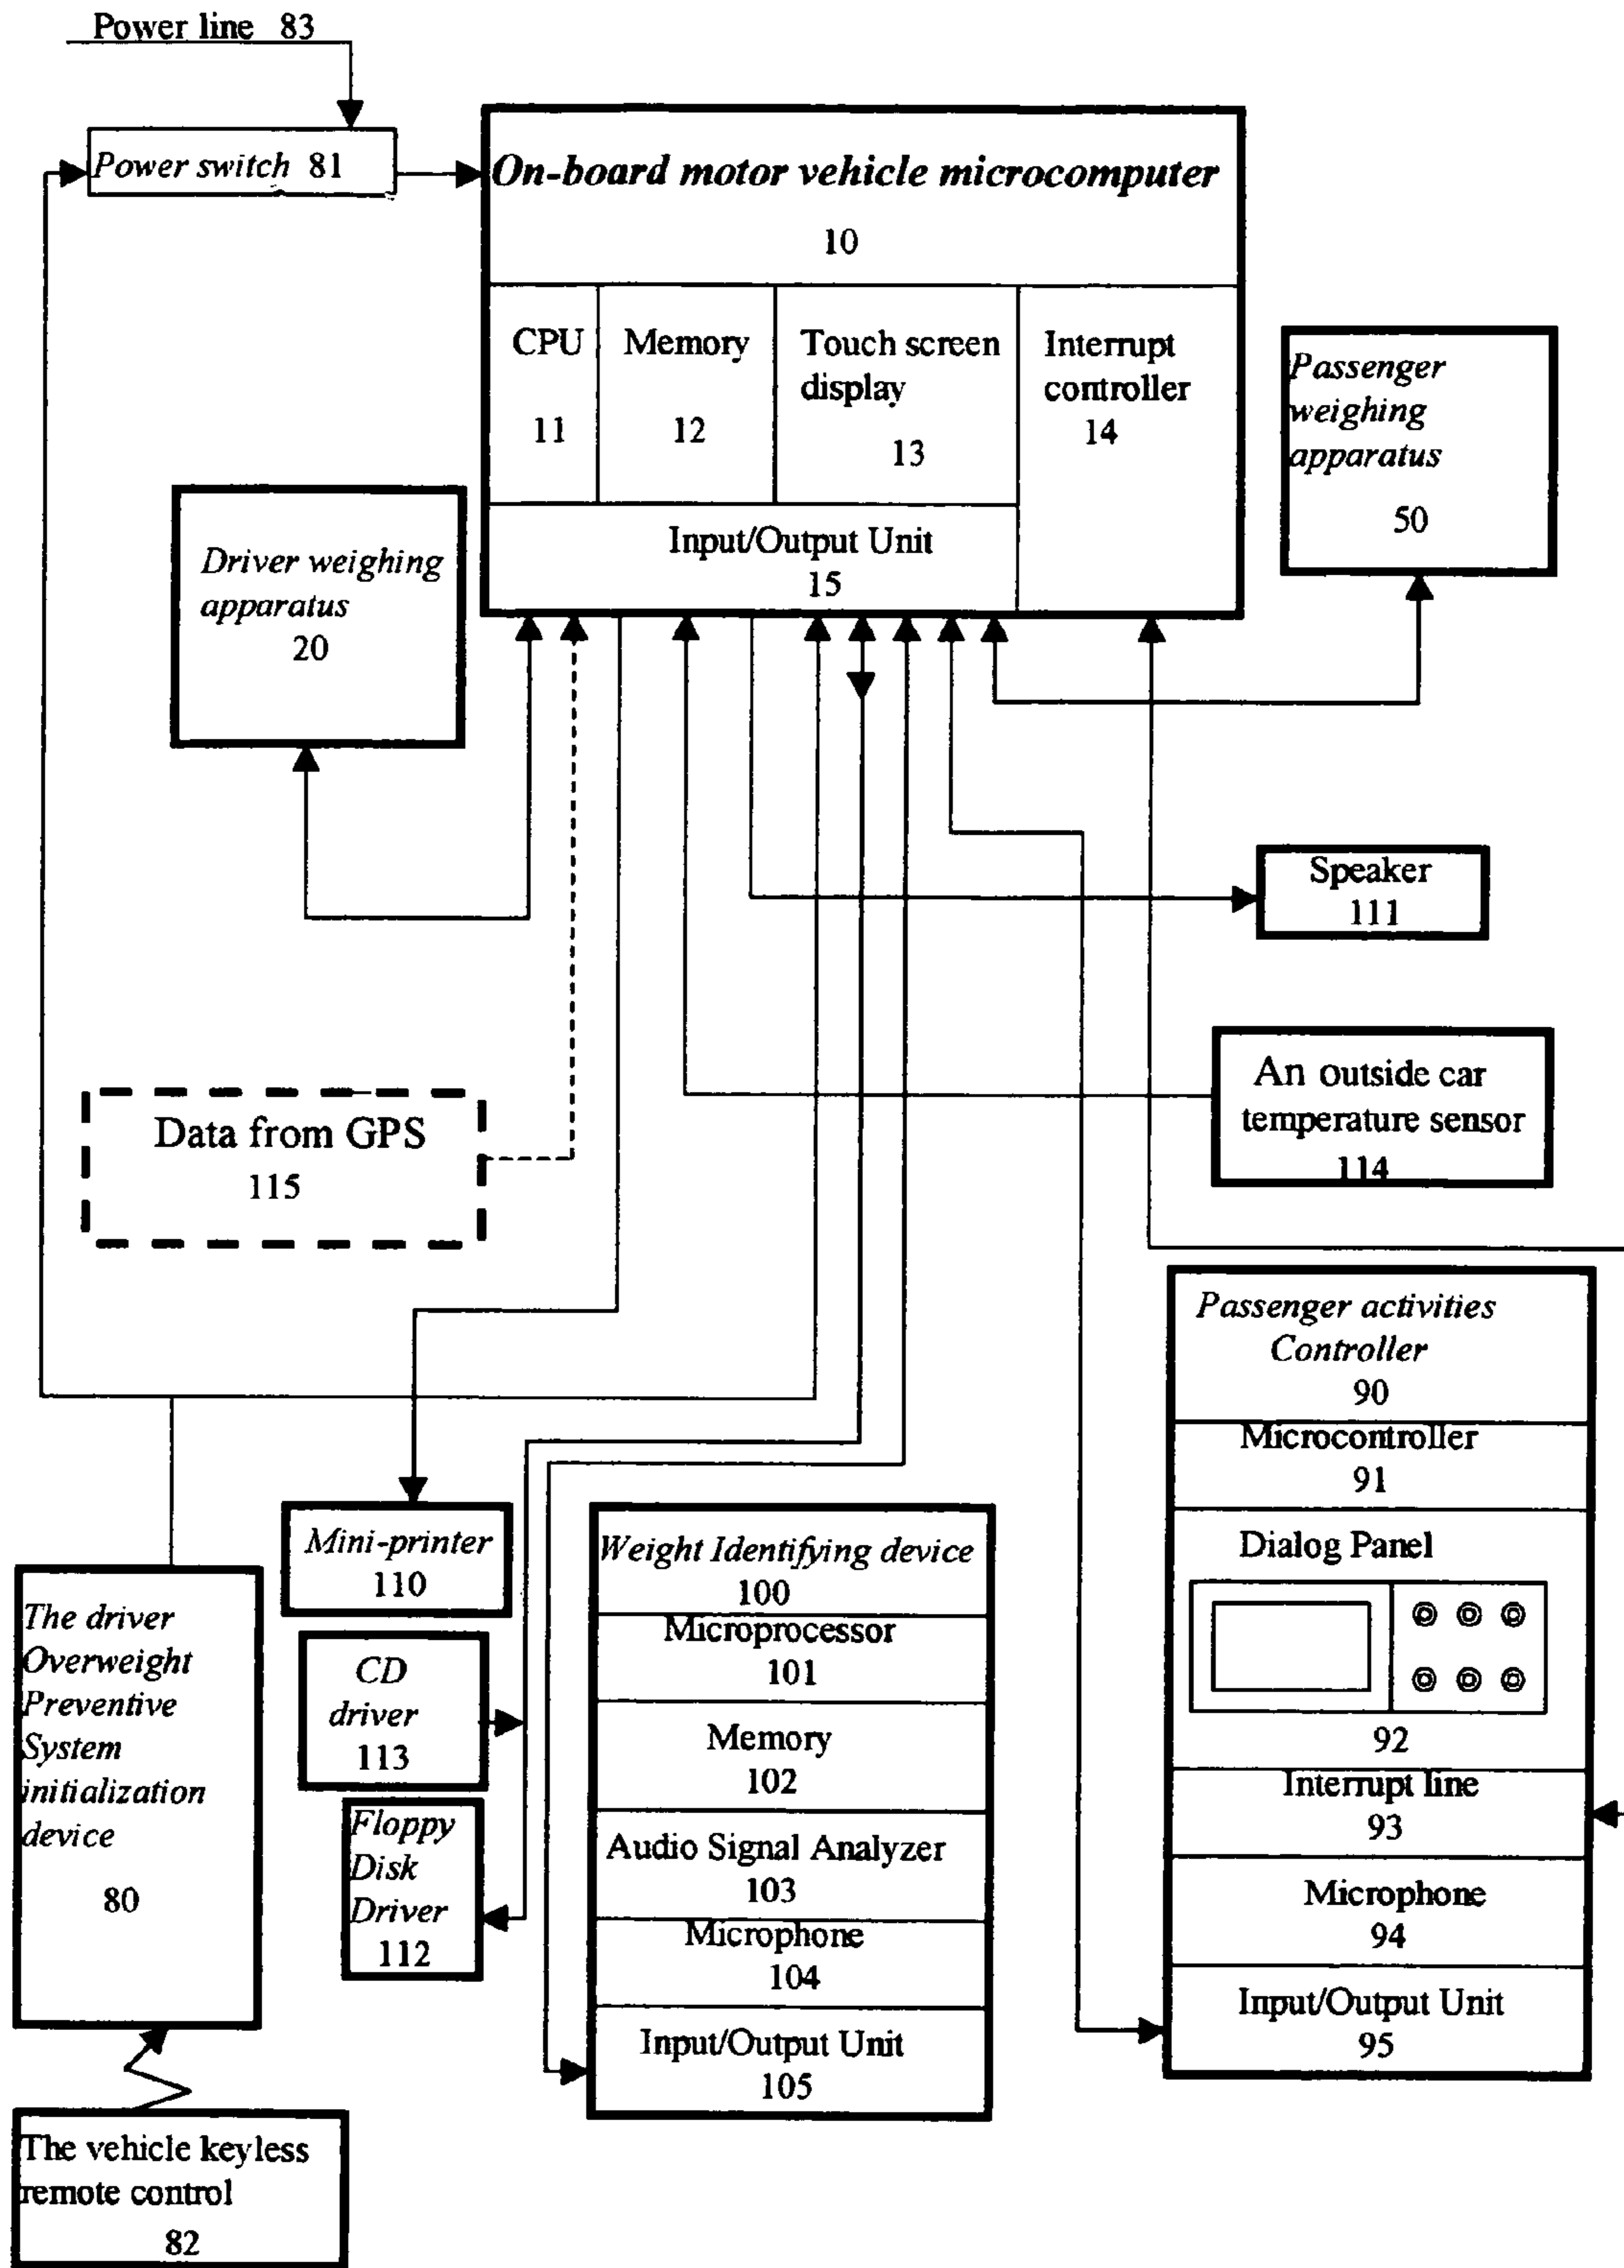 Power line 83
Power switch 81
On-board motor vehicle microcomputer
10
CPU
11
Memory
12
Touch screen
display
13
Interrupt
controller
14
Input/Output Unit
15
Passenger
weighing
apparatus
50
Driver weighing
apparatus
20
Speaker
111
An outside car
temperature sensor
114
Data from GPS
115
Passenger activities
Controller
90
Microcontroller
91
Dialog Panel
92
Interrupt line
93
Microphone
94
Input/Output Unit
95
Mini-printer
110
CD
driver
113
Floppy
Disk
Driver
112
Weight Identifying device
100
Microprocessor
101
Memory
102
Audio Signal Analyzer
103
Microphone
104
Input/Output Unit
105
The driver
Overweight
Preventive
System
initialization
device
80
The vehicle keyless
remote control
82